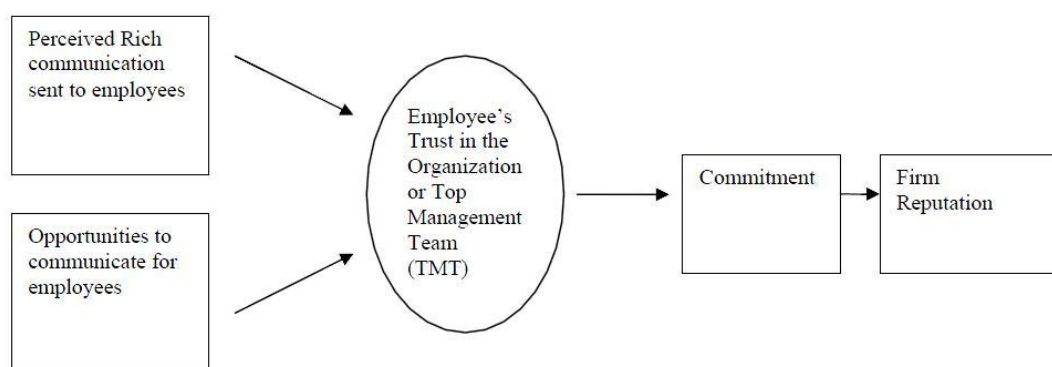 Perceived Rich
communication
sent to employees
Opportunities to
communicate for
employees
Employee’s
Trust in the
Organization
or Top
Management
Team
(TMT)
Commitment
Firm
Reputation